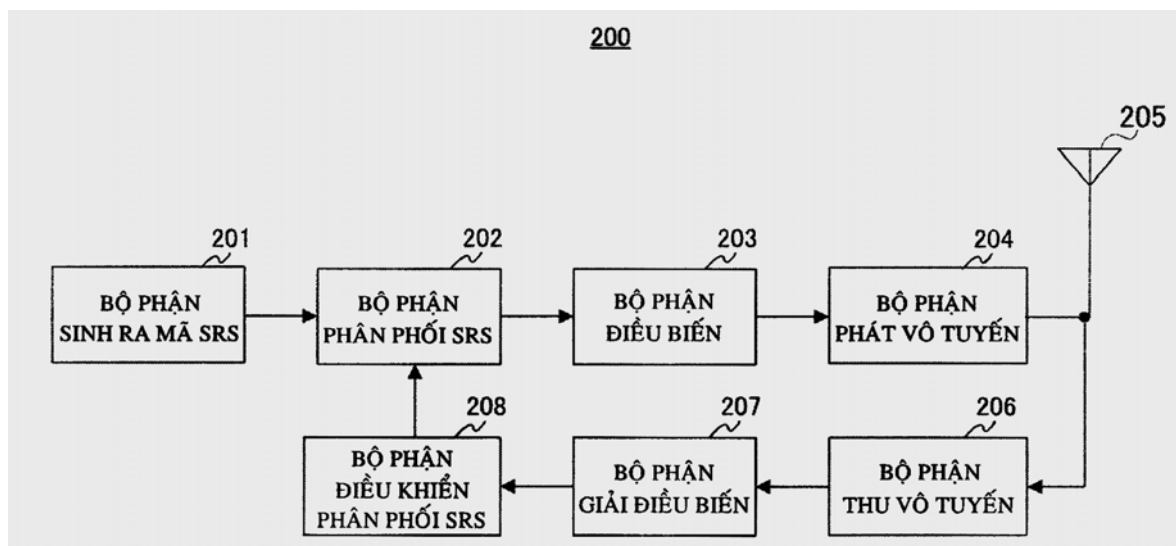 200
205
201
BỘ PHẬN
SINH RA MÃ SRS
202
BỘ PHẬN
PHÂN PHỐI SRS
203
BỘ PHẬN
ĐIỀU BIẾN
204
BỘ PHẬN
PHÁT VÔ TUYẾN
208
BỘ PHẬN
ĐIỀU KHIỂN
PHÂN PHỐI SRS
207
BỘ PHẬN
GIẢI ĐIỀU BIẾN
206
BỘ PHẬN
THU VÔ TUYẾN